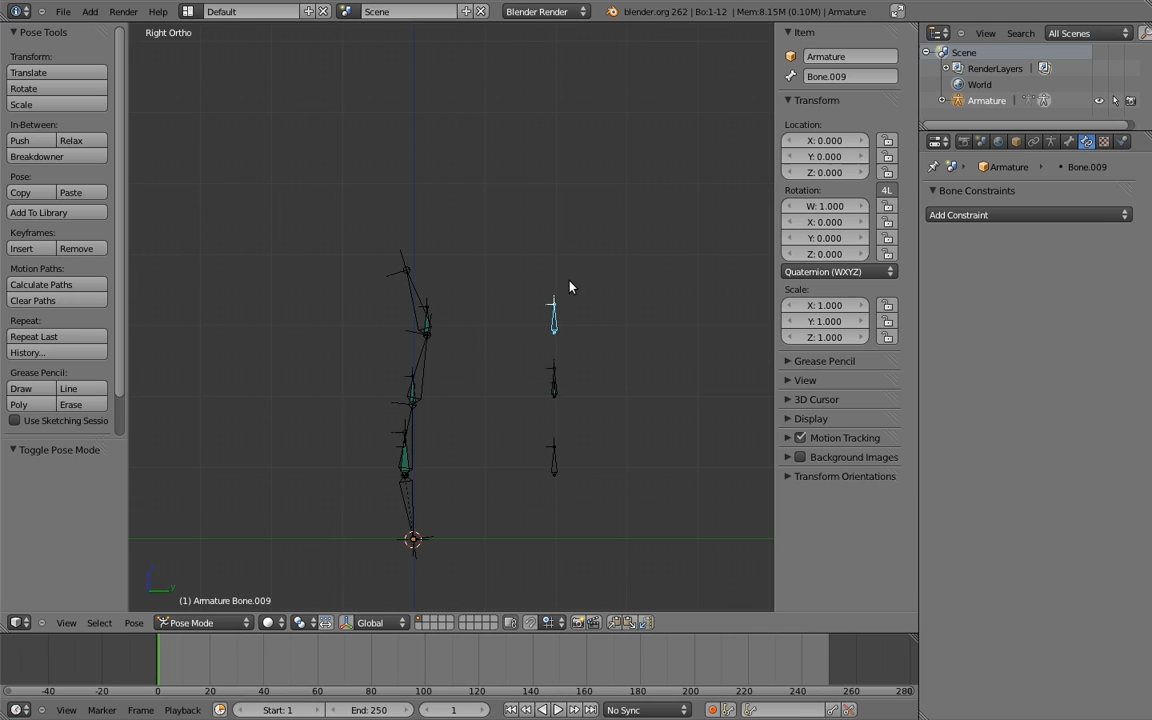 File Add Render Help Default Scene Blender Render blender.org 262 | Bo:1-12 | Mem:8.15M (0.10M) | Armature
Pose Tools
Transform:
Translate
Rotate
Scale
In-Between:
Push Relax
Breakdowner
Pose:
Copy Paste
Add To Library
Keyframes:
Insert Remove
Motion Paths:
Calculate Paths
Clear Paths
Repeat:
Repeat Last
History...
Grease Pencil:
Draw Line
Poly Erase
Use Sketching Sessio
Toggle Pose Mode
Right Ortho
z
y
(1) Armature Bone.009
Item
Armature
Bone.009
Transform
Location:
X: 0.000
Y: 0.000
Z: 0.000
Rotation: 4L
W: 1.000
X: 0.000
Y: 0.000
Z: 0.000
Quaternion (WXYZ)
Scale:
X: 1.000
Y: 1.000
Z: 1.000
Grease Pencil
View
3D Cursor
Display
Motion Tracking
Background Images
Transform Orientations
View Search All Scenes
Scene
RenderLayers |
World
Armature |
Armature Bone.009
Bone Constraints
Add Constraint
View Select Pose Pose Mode Global
-40 -20 0 20 40 60 80 100 120 140 160 180 200 220 240 260 280
View Marker Frame Playback Start: 1 End: 250 1 No Sync